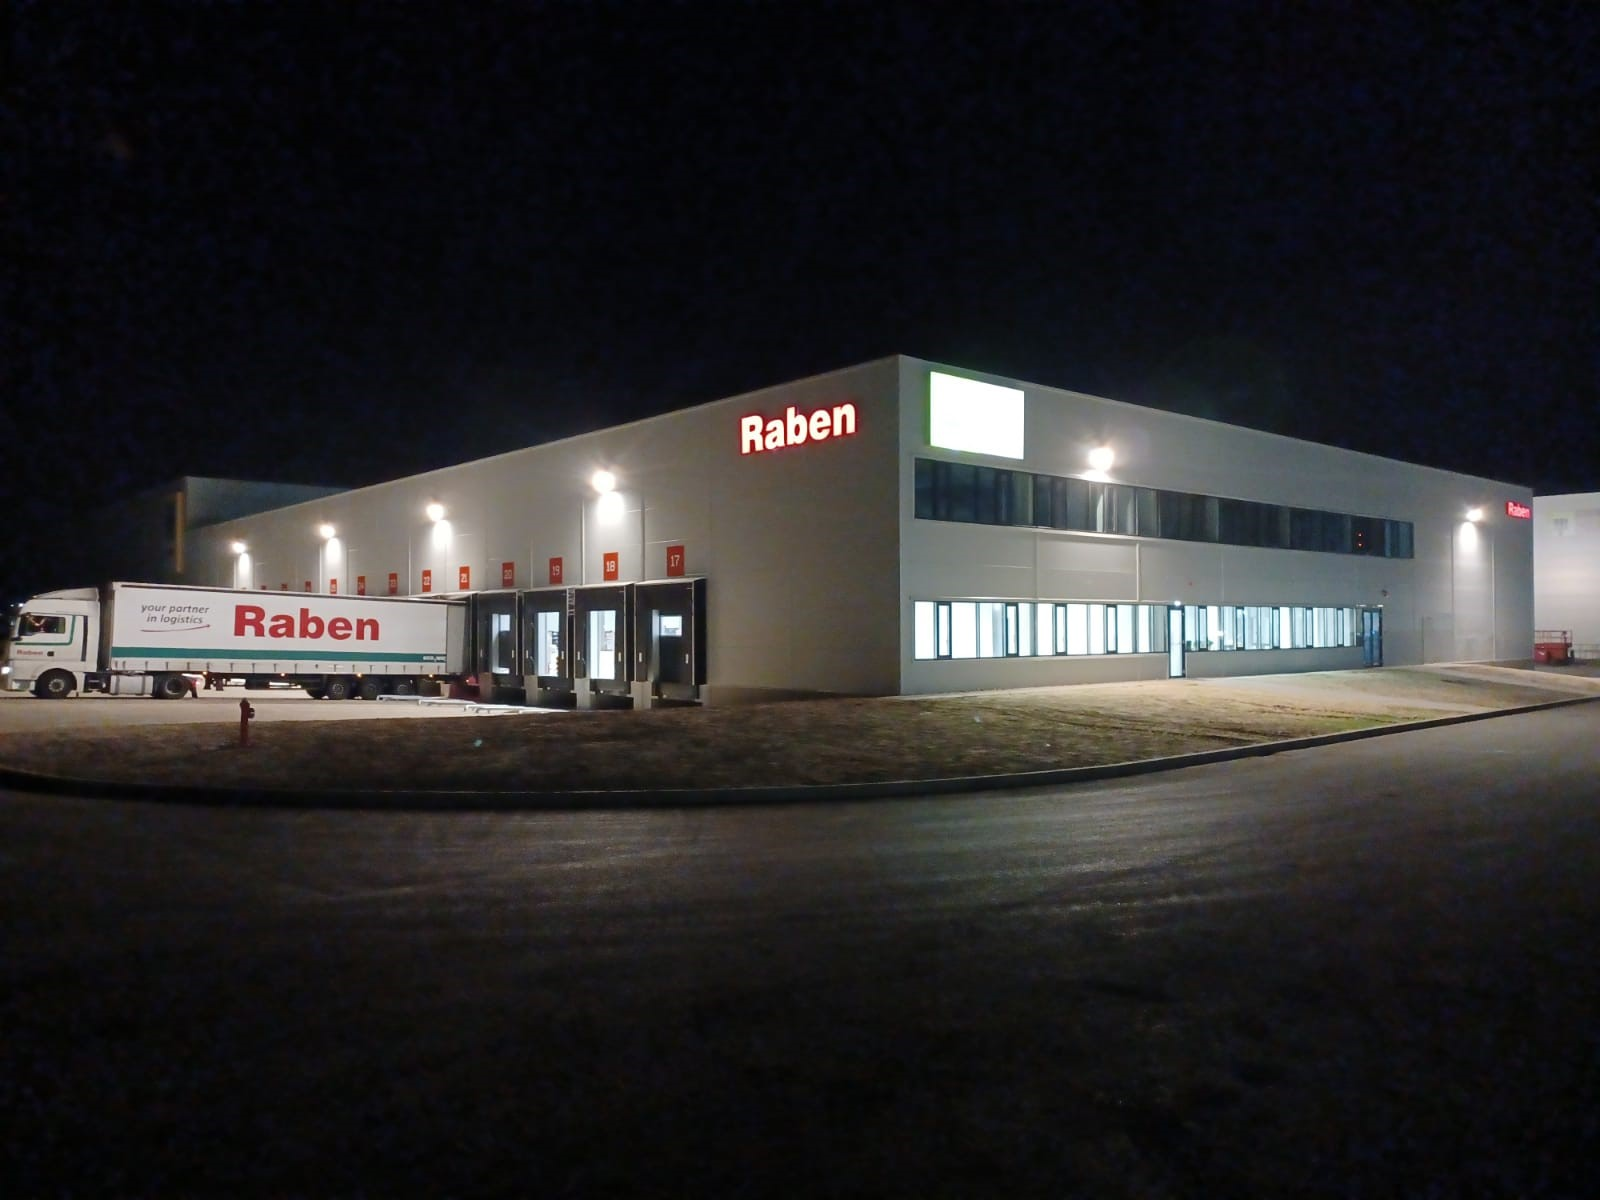 Raben
Raben
your partner
in logistics
Raben
Raben
22
21
20
19
18
17